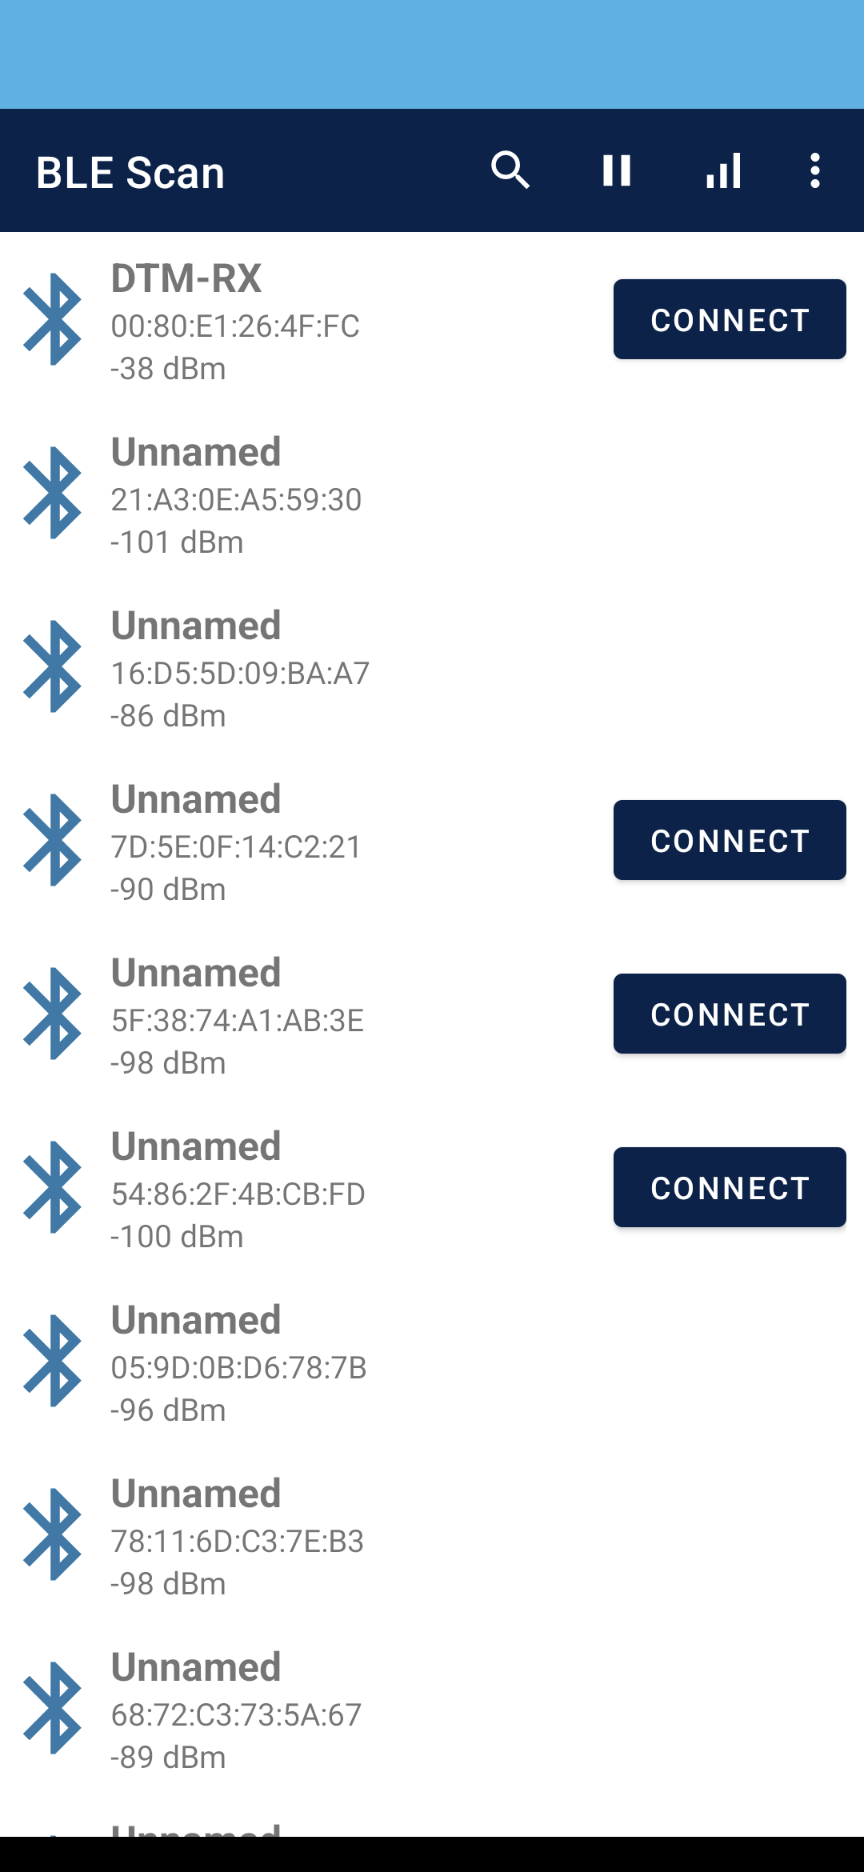 BLE Scan
DTM-RX
00:80:E1:26:4F:FC
-38 dBm
CONNECT
Unnamed
21:A3:0E:A5:59:30
-101 dBm
Unnamed
16:D5:5D:09:BA:A7
-86 dBm
Unnamed
7D:5E:0F:14:C2:21
-90 dBm
CONNECT
Unnamed
5F:38:74:A1:AB:3E
-98 dBm
CONNECT
Unnamed
54:86:2F:4B:CB:FD
-100 dBm
CONNECT
Unnamed
05:9D:0B:D6:78:7B
-96 dBm
Unnamed
78:11:6D:C3:7E:B3
-98 dBm
Unnamed
68:72:C3:73:5A:67
-89 dBm
Unnamed